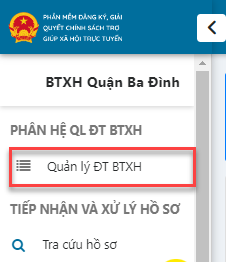 PHẦN MỀM ĐĂNG KÝ, GIẢI
QUYẾT CHÍNH SÁCH TRỢ
GIÚP XÃ HỘI TRỰC TUYẾN
BTXH Quận Ba Đình
PHÂN HỆ QL ĐT BTXH
Quản lý ĐT BTXH
TIẾP NHẬN VÀ XỬ LÝ HỒ SƠ
Tra cứu hồ sơ